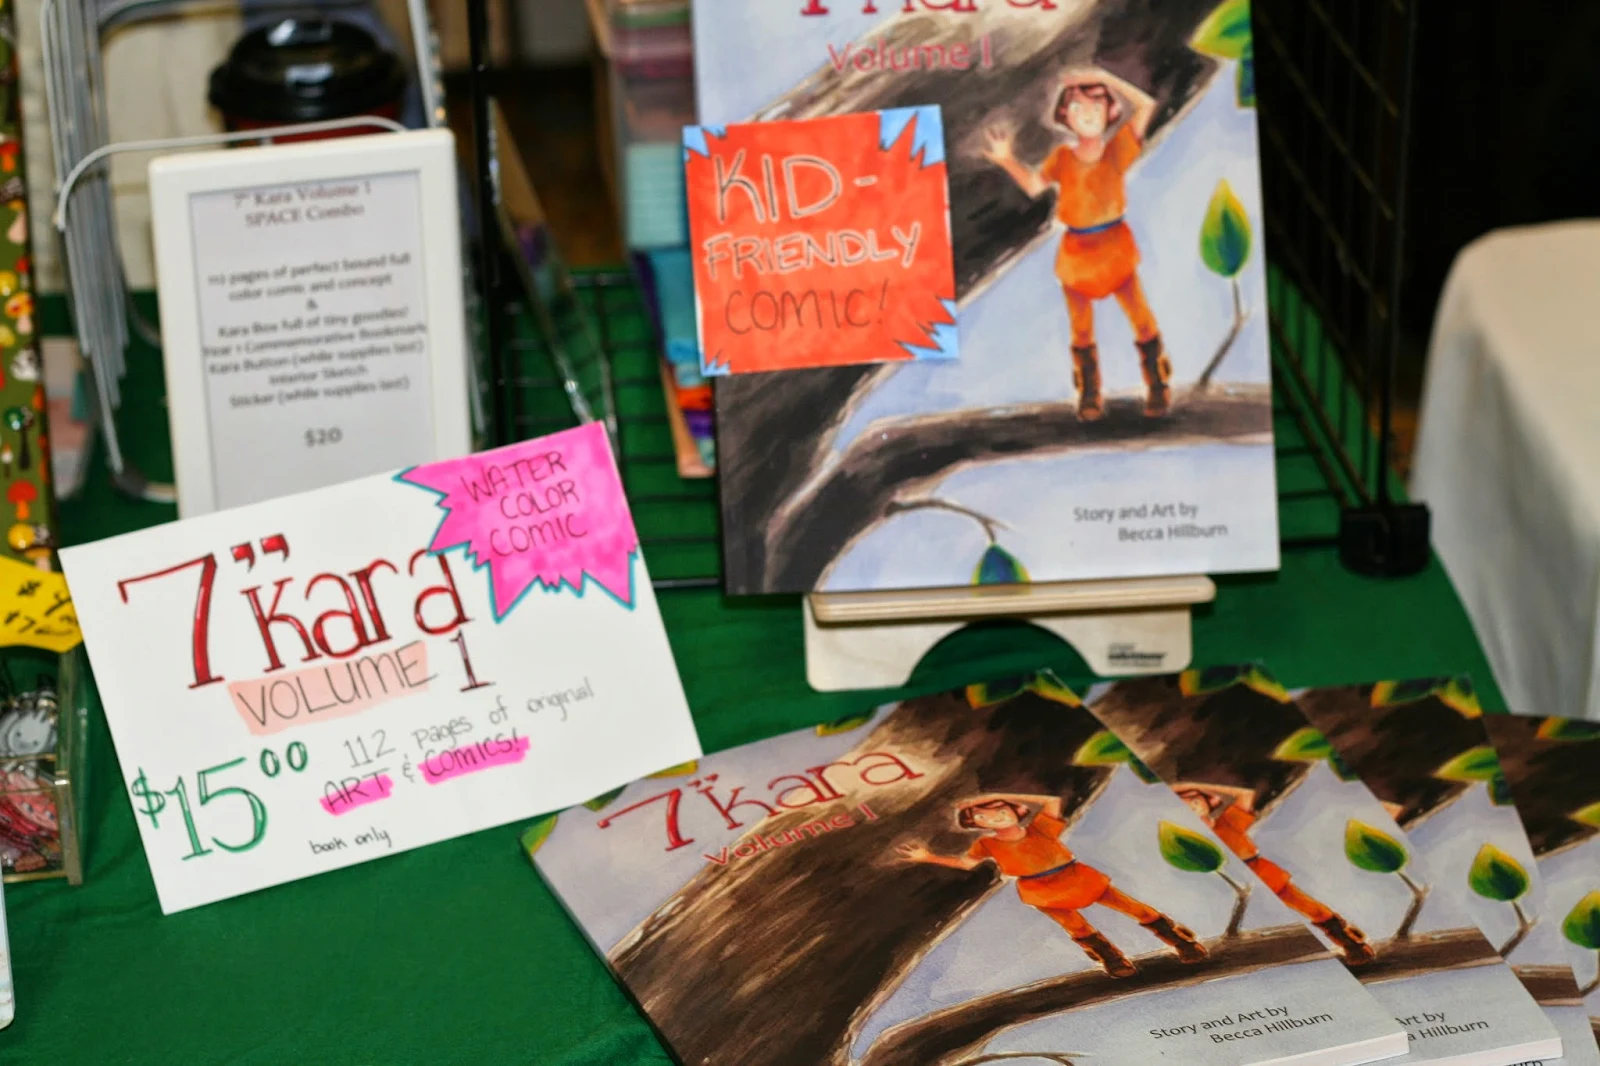 7" Kara Volume 1
SPACE Combo
112 pages of perfect bound full
color comic and concept
&
Kara Box full of tiny goodies!
Year 1 Commemorative Bookmark
Kara Button (while supplies last)
Interior Sketch
Sticker (while supplies last)
$20
7" Kara
Volume 1
KID-
FRIENDLY
COMIC!
Story and Art by
Becca Hillburn
WATER
COLOR
COMIC
7" Kara
VOLUME 1
$15.00
112 pages of original
ART & COMICS!
book only
7" Kara
Volume 1
Story and Art by
Becca Hillburn
Art by
a Hillburn
burn